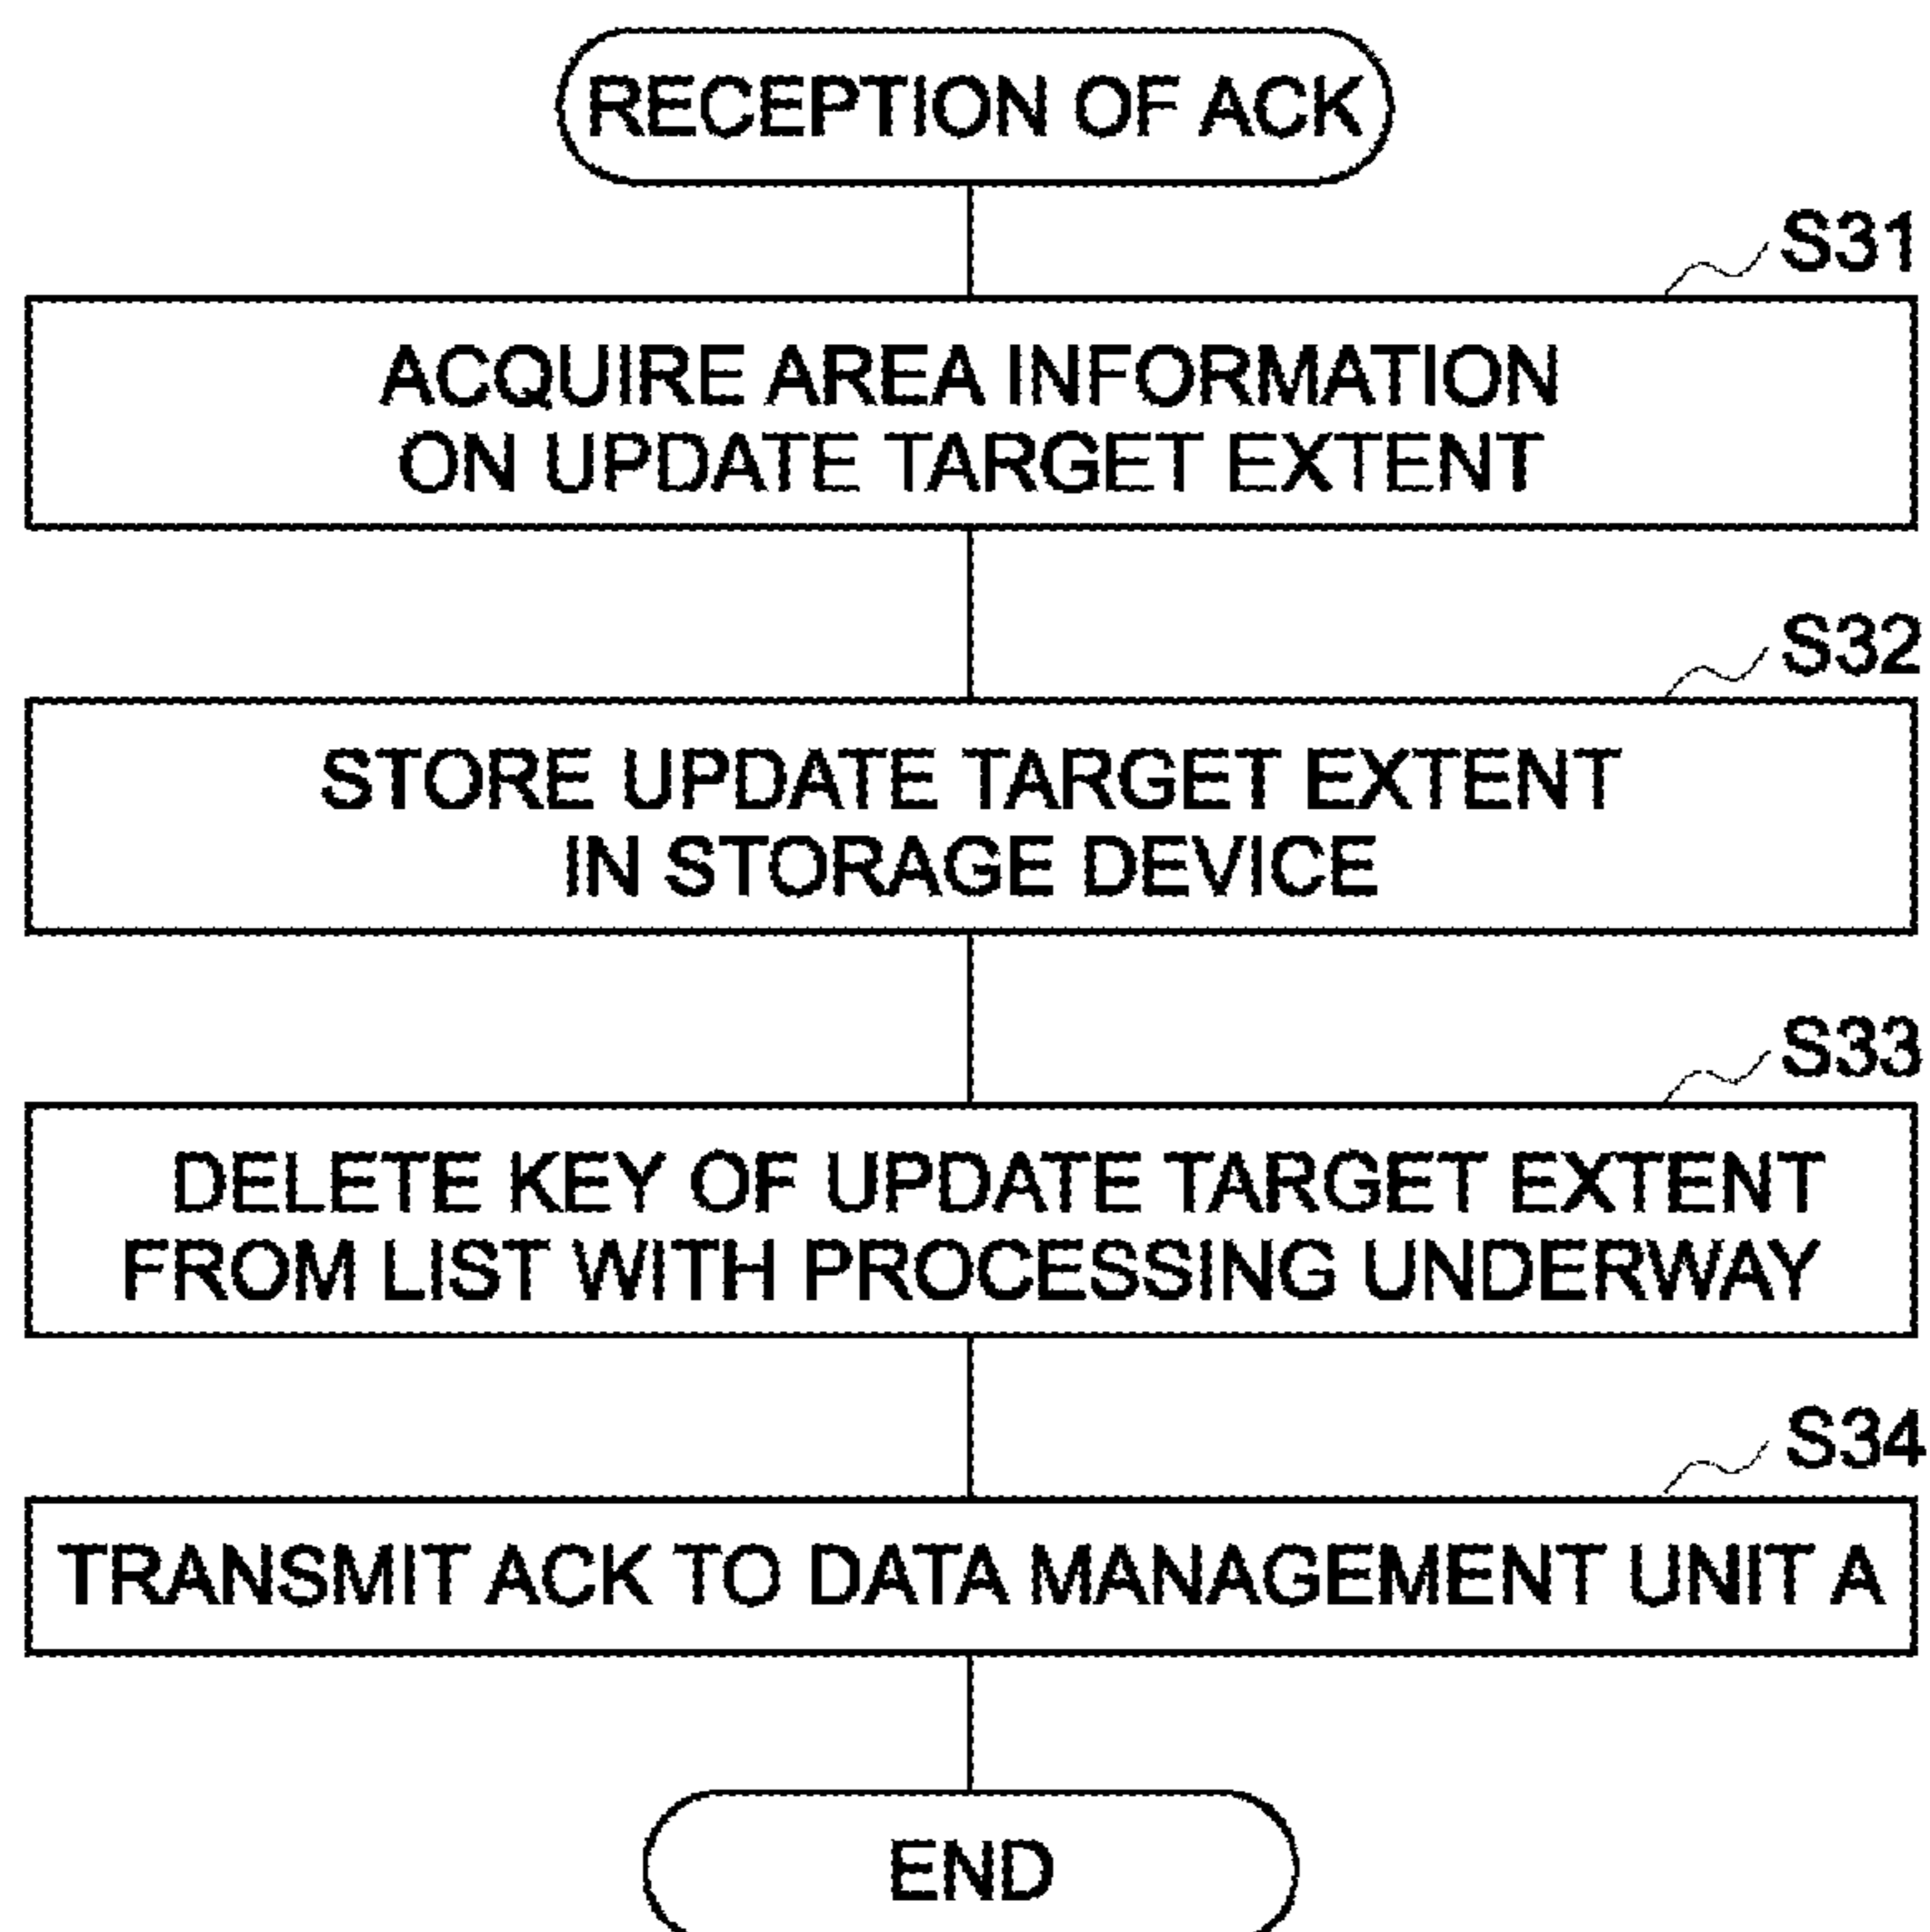 RECEPTION OF ACK
S31
ACQUIRE AREA INFORMATION
ON UPDATE TARGET EXTENT
S32
STORE UPDATE TARGET EXTENT
IN STORAGE DEVICE
S33
DELETE KEY OF UPDATE TARGET EXTENT
FROM LIST WITH PROCESSING UNDERWAY
S34
TRANSMIT ACK TO DATA MANAGEMENT UNIT A
END